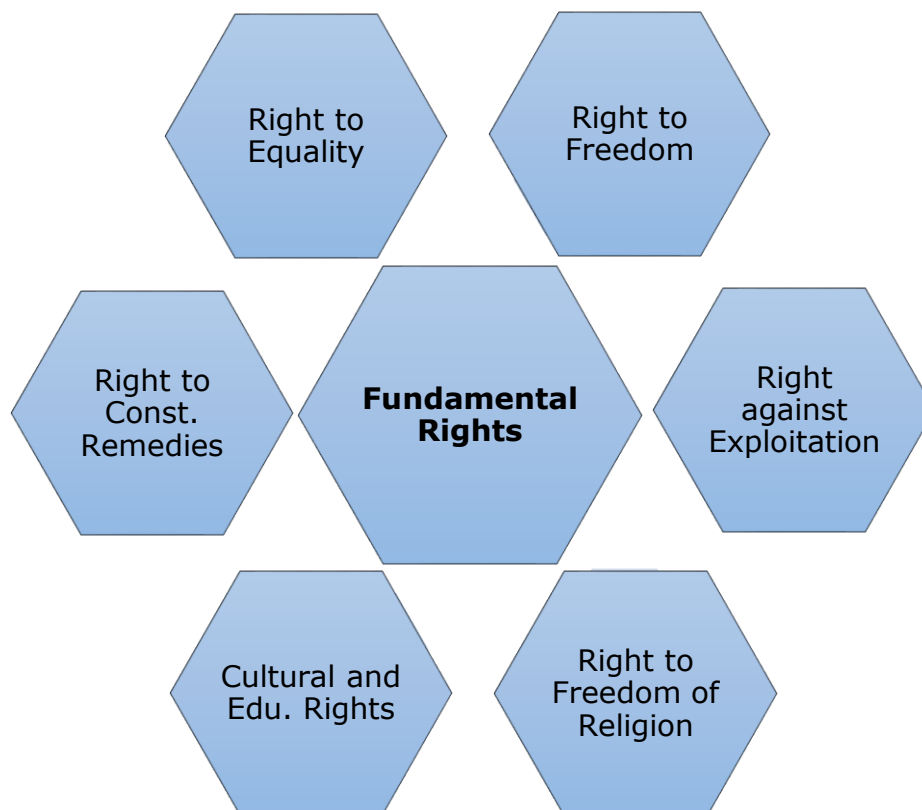 Right to
Equality
Right to
Freedom
Right to
Const.
Remedies
Fundamental
Rights
Right
against
Exploitation
Cultural and
Edu. Rights
Right to
Freedom of
Religion